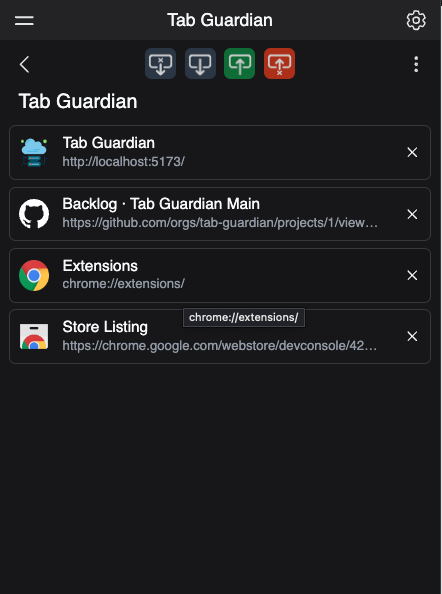 Tab Guardian
Tab Guardian
Tab Guardian
http://localhost:5173/
Backlog · Tab Guardian Main
https://github.com/orgs/tab-guardian/projects/1/view…
Extensions
chrome://extensions/
chrome://extensions/
Store Listing
https://chrome.google.com/webstore/devconsole/42…